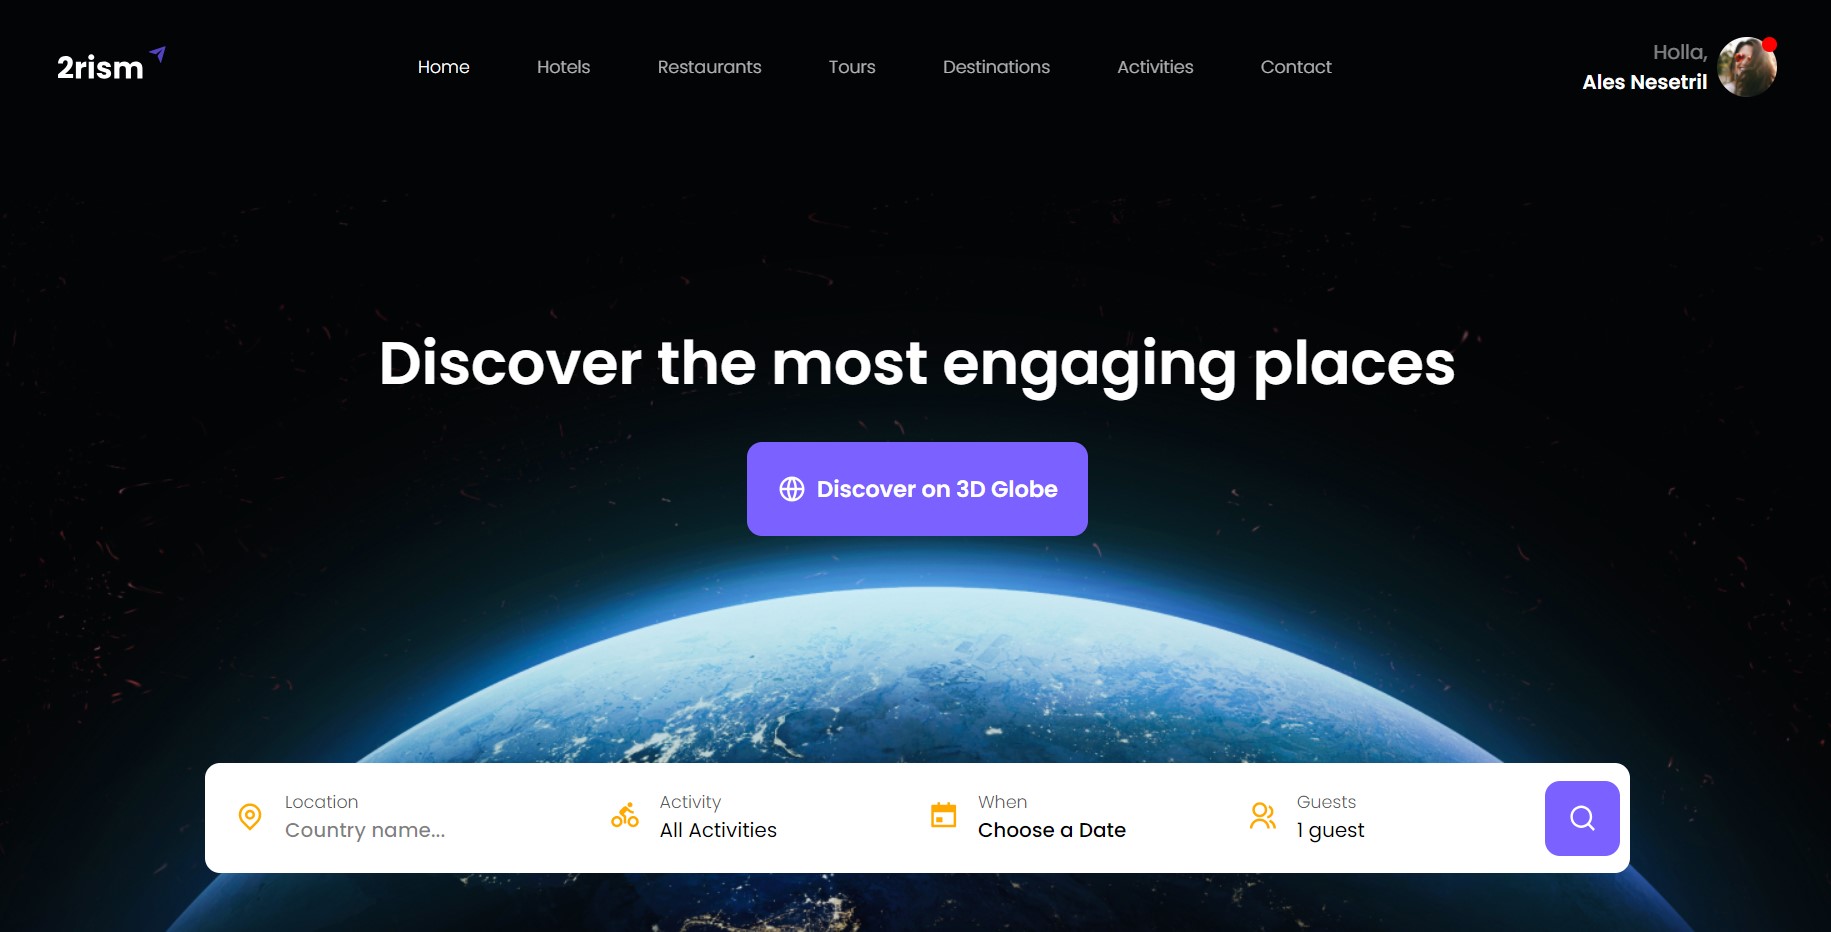 2rism
Home Hotels Restaurants Tours Destinations Activities Contact
Holla,
Ales Nesetril
Discover the most engaging places
Discover on 3D Globe
Location Activity When Guests
Country name... All Activities Choose a Date 1 guest